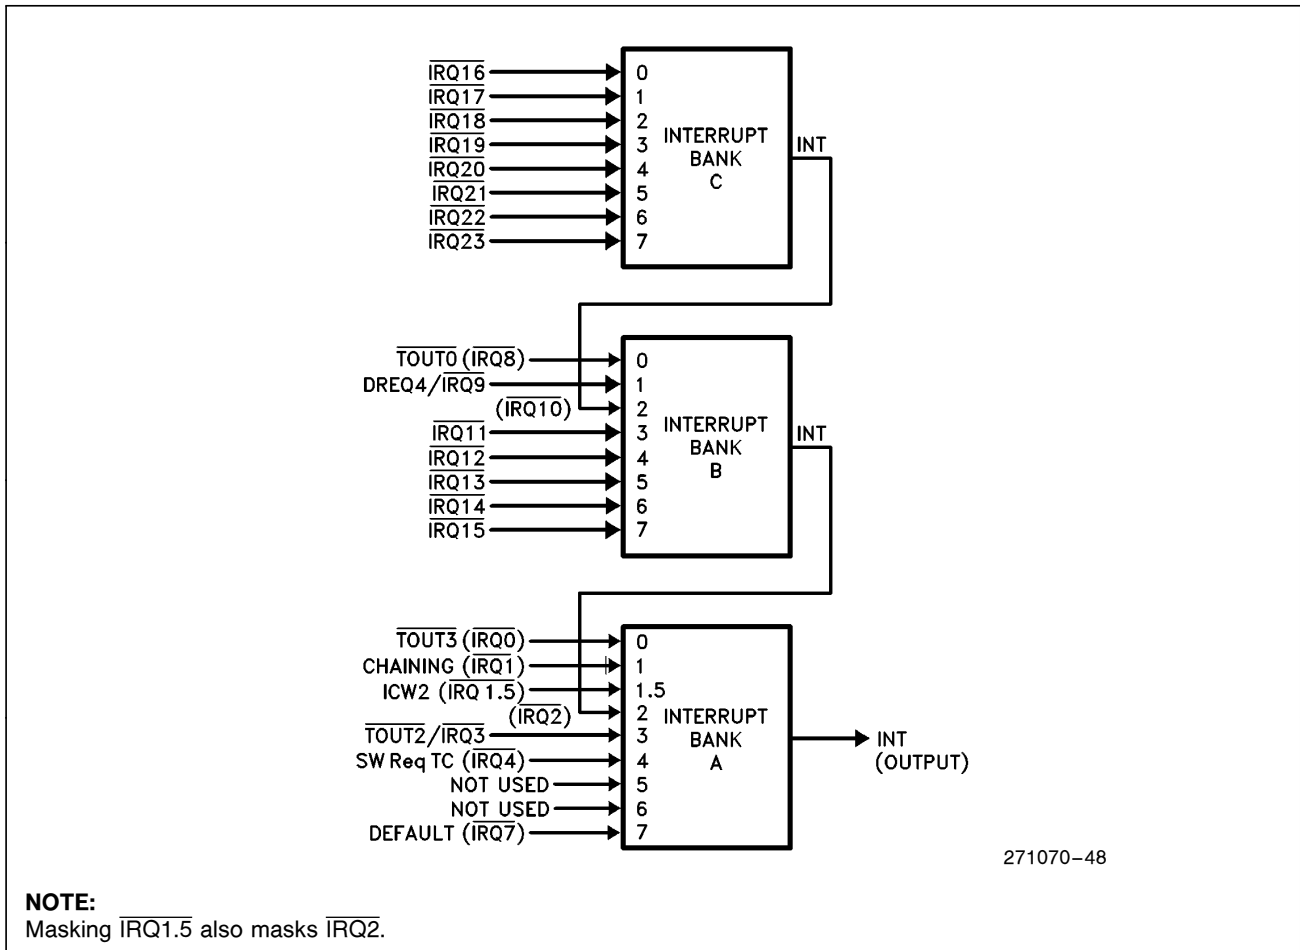 IRQ16 0
IRQ17 1
IRQ18 2
IRQ19 3
IRQ20 4
IRQ21 5
IRQ22 6
IRQ23 7
INTERRUPT
BANK
C
INT
TOUT0 (IRQ8) 0
DREQ4/IRQ9 1
(IRQ10) 2
IRQ11 3
IRQ12 4
IRQ13 5
IRQ14 6
IRQ15 7
INTERRUPT
BANK
B
INT
TOUT3 (IRQ0) 0
CHAINING (IRQ1) 1
ICW2 (IRQ 1.5) 1.5
(IRQ2) 2
TOUT2/IRQ3 3
SW Req TC (IRQ4) 4
NOT USED 5
NOT USED 6
DEFAULT (IRQ7) 7
INTERRUPT
BANK
A
INT
(OUTPUT)
271070–48
NOTE:
Masking IRQ1.5 also masks IRQ2.